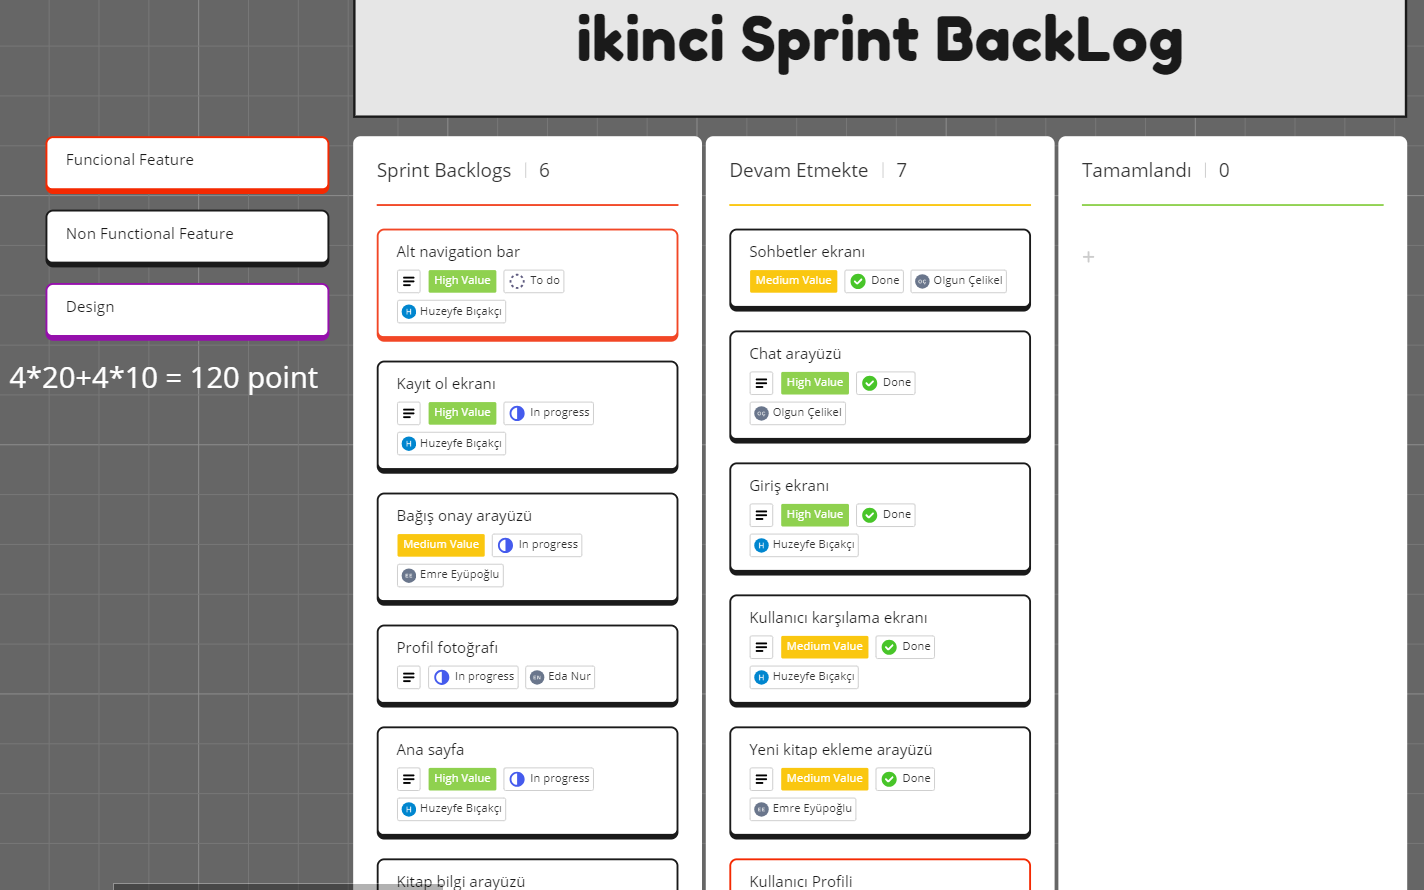 ikinci Sprint BackLog
Funcional Feature
Non Functional Feature
Design
4*20+4*10 = 120 point
Sprint Backlogs 6
Alt navigation bar
High Value To do
H Huzeyfe Bıçakçı
Kayıt ol ekranı
High Value In progress
H Huzeyfe Bıçakçı
Bağış onay arayüzü
Medium Value In progress
EE Emre Eyüpoğlu
Profil fotoğrafı
In progress EN Eda Nur
Ana sayfa
High Value In progress
H Huzeyfe Bıçakçı
Kitap bilgi arayüzü
Devam Etmekte 7
Sohbetler ekranı
Medium Value Done OÇ Olgun Çelikel
Chat arayüzü
High Value Done
OÇ Olgun Çelikel
Giriş ekranı
High Value Done
H Huzeyfe Bıçakçı
Kullanıcı karşılama ekranı
Medium Value Done
H Huzeyfe Bıçakçı
Yeni kitap ekleme arayüzü
Medium Value Done
EE Emre Eyüpoğlu
Kullanıcı Profili
Tamamlandı 0
+